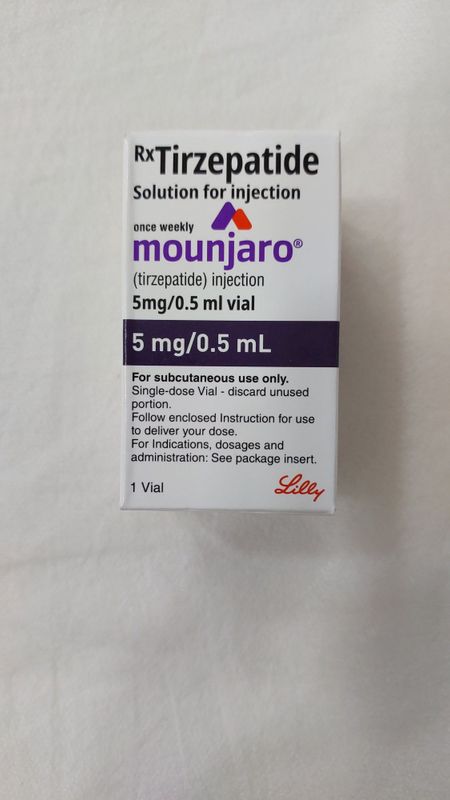 RxTirzepatide
Solution for injection
once weekly
mounjaro®
(tirzepatide) injection
5mg/0.5 ml vial
5 mg/0.5 mL
For subcutaneous use only.
Single-dose Vial - discard unused
portion.
Follow enclosed Instruction for use
to deliver your dose.
For Indications, dosages and
administration: See package insert.
1 Vial
Lilly